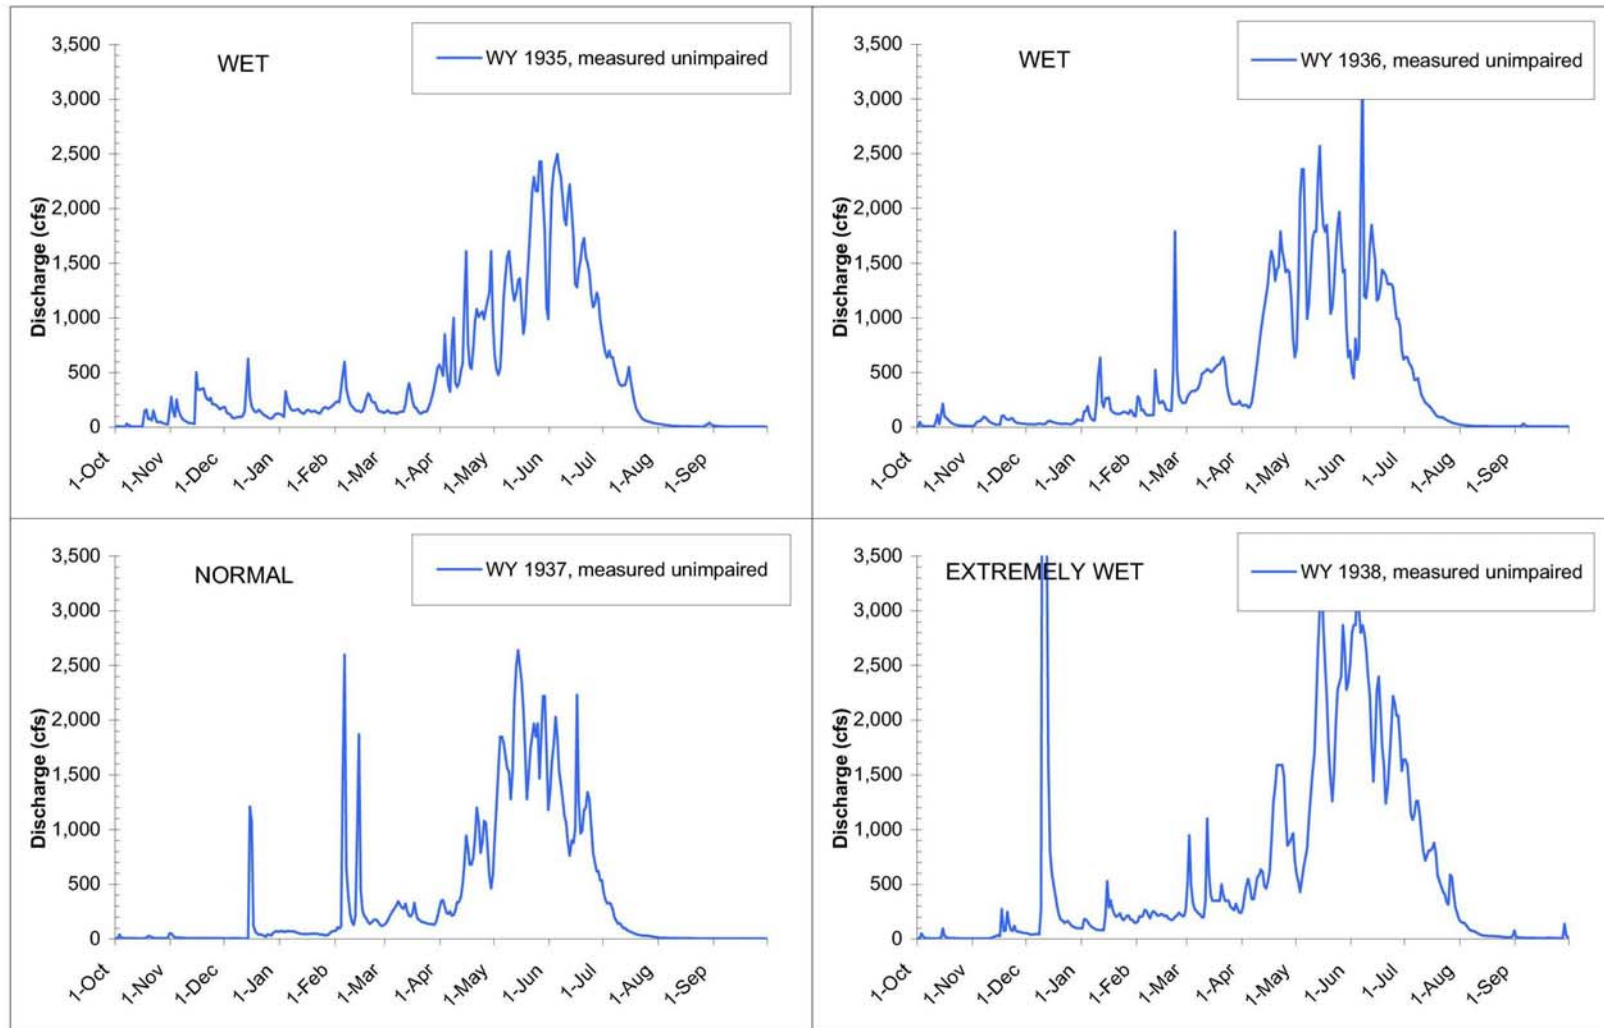 WET
WY 1935, measured unimpaired
3,500
3,000
2,500
2,000
1,500
1,000
500
0
Discharge (cfs)
1-Oct
1-Nov
1-Dec
1-Jan
1-Feb
1-Mar
1-Apr
1-May
1-Jun
1-Jul
1-Aug
1-Sep
WET
WY 1936, measured unimpaired
3,500
3,000
2,500
2,000
1,500
1,000
500
0
Discharge (cfs)
1-Oct
1-Nov
1-Dec
1-Jan
1-Feb
1-Mar
1-Apr
1-May
1-Jun
1-Jul
1-Aug
1-Sep
NORMAL
WY 1937, measured unimpaired
3,500
3,000
2,500
2,000
1,500
1,000
500
0
Discharge (cfs)
1-Oct
1-Nov
1-Dec
1-Jan
1-Feb
1-Mar
1-Apr
1-May
1-Jun
1-Jul
1-Aug
1-Sep
EXTREMELY WET
WY 1938, measured unimpaired
3,500
3,000
2,500
2,000
1,500
1,000
500
0
Discharge (cfs)
1-Oct
1-Nov
1-Dec
1-Jan
1-Feb
1-Mar
1-Apr
1-May
1-Jun
1-Jul
1-Aug
1-Sep